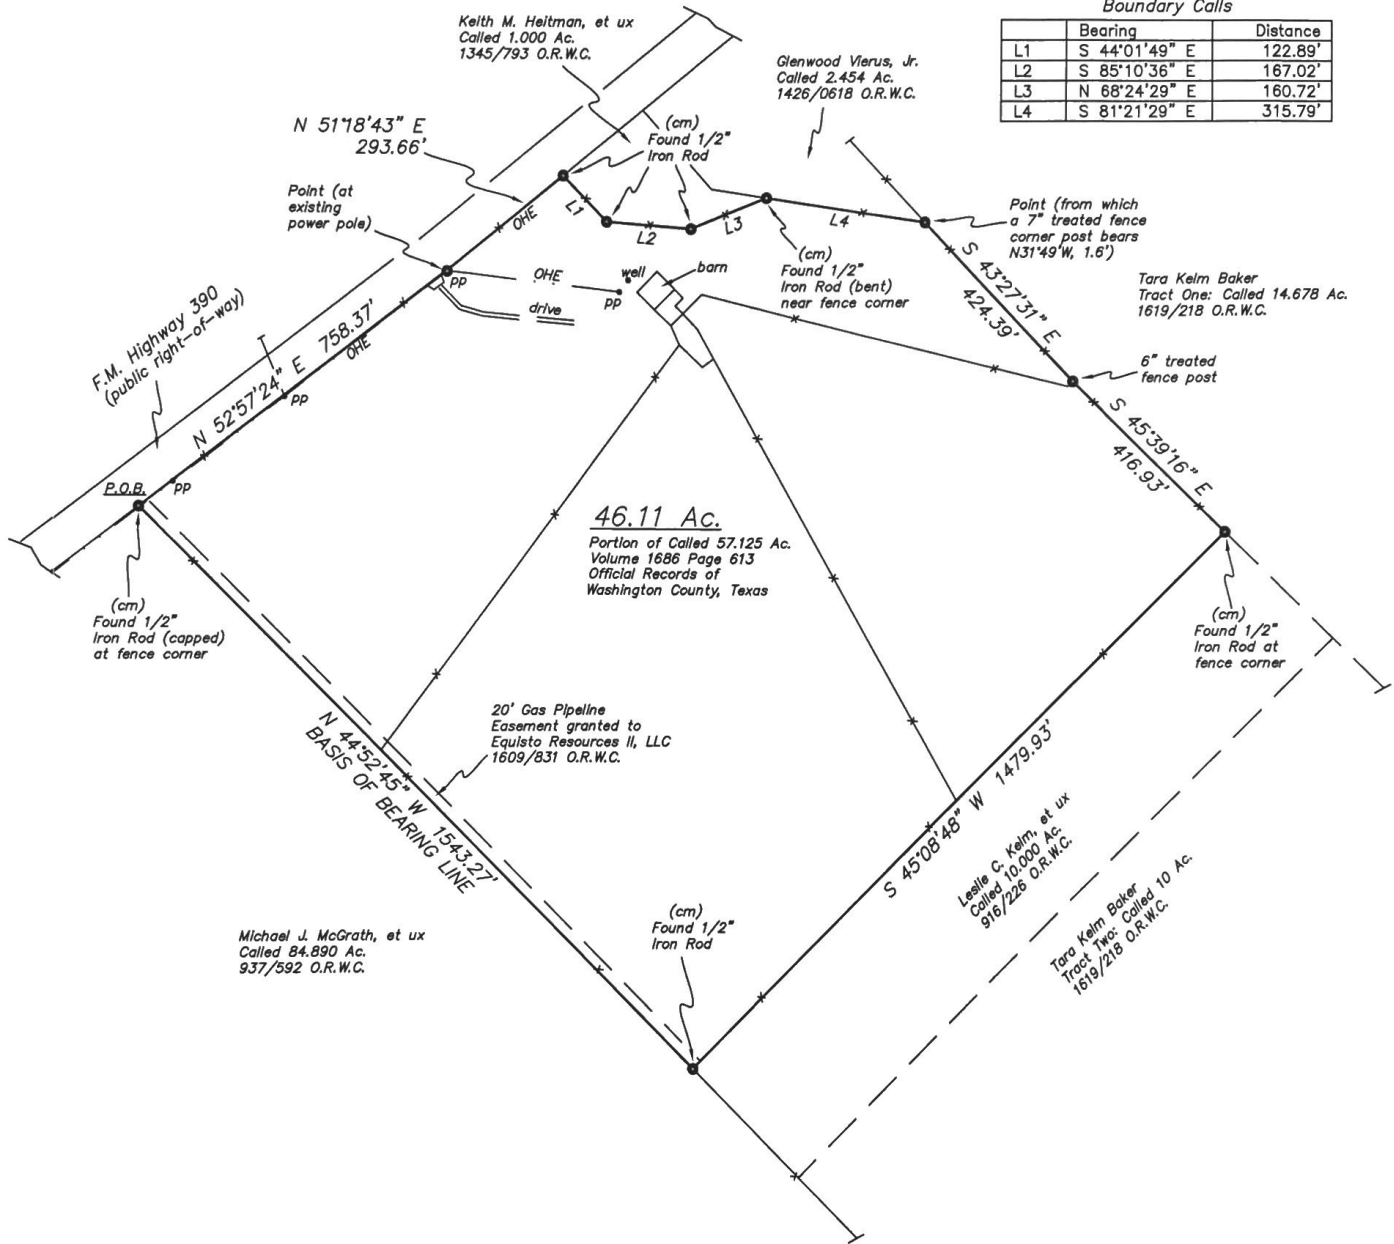 Boundary Calls
Bearing Distance
L1 S 44°01'49" E 122.89'
L2 S 85°10'36" E 167.02'
L3 N 68°24'29" E 160.72'
L4 S 81°21'29" E 315.79'
Keith M. Heitman, et ux
Called 1.000 Ac.
1345/793 O.R.W.C.
Glenwood Vierus, Jr.
Called 2.454 Ac.
1426/0618 O.R.W.C.
N 51°18'43" E
293.66'
(cm)
Found 1/2"
Iron Rod
Point (at
existing
power pole)
OHE
L1
L2
L3
L4
Point (from which
a 7" treated fence
corner post bears
N31°49'W, 1.6')
(cm)
Found 1/2"
Iron Rod (bent)
near fence corner
S 43°27'31" E
424.39'
Tara Kelm Baker
Tract One: Called 14.678 Ac.
1619/218 O.R.W.C.
PP
OHE
well
PP
barn
drive
F.M. Highway 390
(public right-of-way)
N 52°57'24" E 758.37'
OHE
PP
PP
6" treated
fence post
S 45°39'16" E
416.93'
P.O.B.
46.11 Ac.
Portion of Called 57.125 Ac.
Volume 1686 Page 613
Official Records of
Washington County, Texas
(cm)
Found 1/2"
Iron Rod (capped)
at fence corner
(cm)
Found 1/2"
Iron Rod at
fence corner
20' Gas Pipeline
Easement granted to
Equisto Resources II, LLC
1609/831 O.R.W.C.
N 44°52'45" W 1543.27'
BASIS OF BEARING LINE
S 45°08'48" W 1479.93'
Leslie C. Kelm, et ux
Called 10.000 Ac.
916/226 O.R.W.C.
Tara Kelm Baker
Tract Two: Called 10 Ac.
1619/218 O.R.W.C.
(cm)
Found 1/2"
Iron Rod
Michael J. McGrath, et ux
Called 84.890 Ac.
937/592 O.R.W.C.